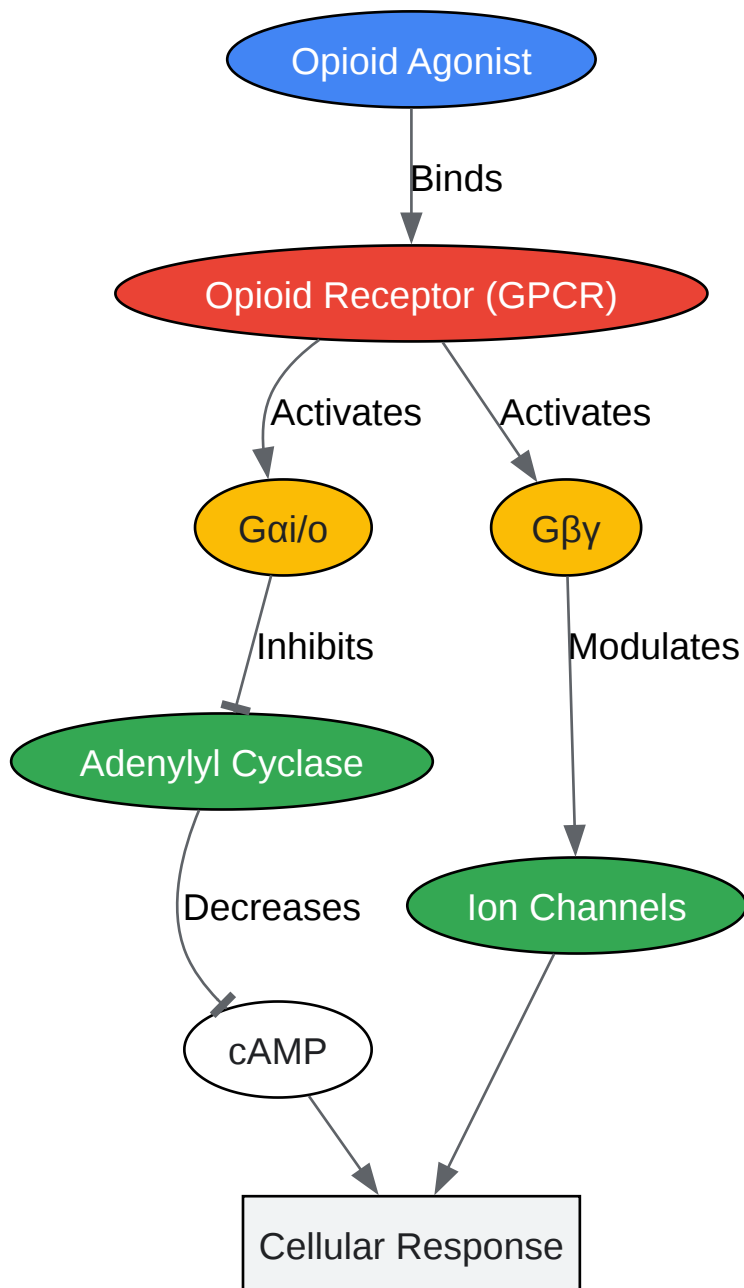 Opioid Agonist
Binds
Opioid Receptor (GPCR)
Activates
Activates
Gαi/o
Gβγ
Inhibits
Modulates
Adenylyl Cyclase
Decreases
Ion Channels
cAMP
Cellular Response